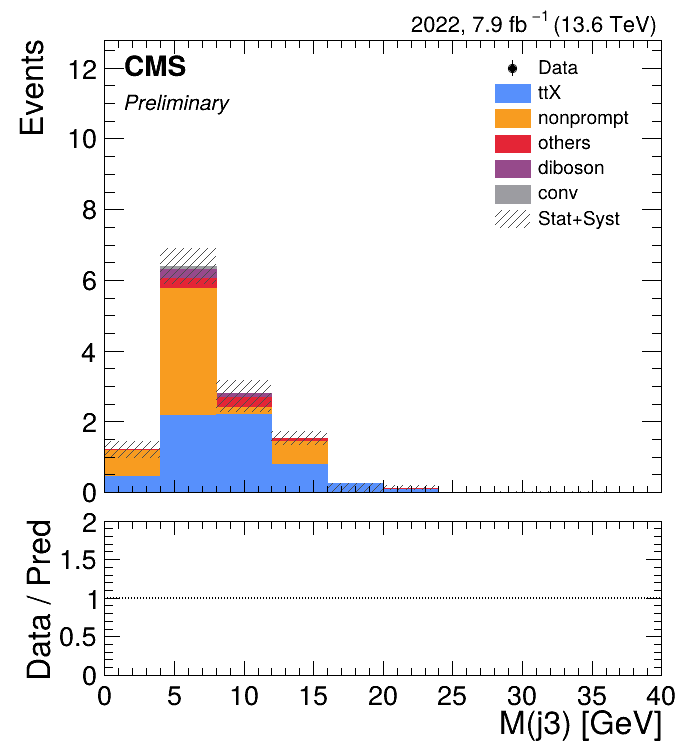 2022, 7.9 fb⁻¹ (13.6 TeV)
CMS
Preliminary
Events
12
10
8
6
4
2
0
Data
ttX
nonprompt
others
diboson
conv
Stat+Syst
Data / Pred
2
1.5
1
0.5
0
0 5 10 15 20 25 30 35 40
M(j3) [GeV]